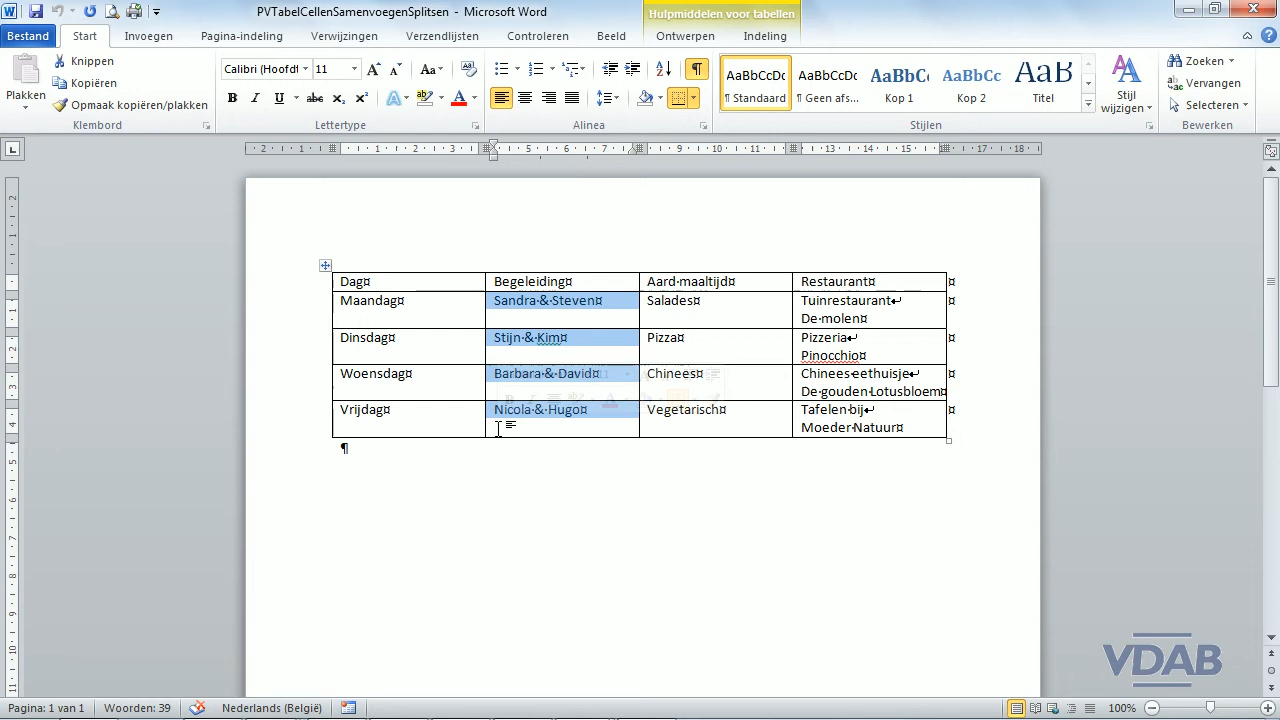 PVTabelCellenSamenvoegenSplitsen - Microsoft Word
Hulpmiddelen voor tabellen
Bestand Start Invoegen Pagina-indeling Verwijzingen Verzendlijsten Controleren Beeld Ontwerpen Indeling
Plakken
Knippen
Kopiëren
Opmaak kopiëren/plakken
Klembord
Calibri (Hoofdt 11
Lettertype
Alinea
AaBbCcDc AaBbCcDc AaBbC AaBbCc AaB
¶ Standaard ¶ Geen afs... Kop 1 Kop 2 Titel
Stijlen
Stijl wijzigen
Zoeken
Vervangen
Selecteren
Bewerken
Dag¤ Begeleiding¤ Aard·maaltijd¤ Restaurant¤ ¤
Maandag¤ Sandra·&·Steven¤ Salades¤ Tuinrestaurant↵ ¤
De·molen¤
Dinsdag¤ Stijn·&·Kim¤ Pizza¤ Pizzeria↵ ¤
Pinocchio¤
Woensdag¤ Barbara·&·David¤ Chinees¤ Chinees·eethuisje↵ ¤
De·gouden·Lotusbloem¤
Vrijdag¤ Nicola·&·Hugo¤ Vegetarisch¤ Tafelen·bij↵ ¤
Moeder·Natuur¤
¶
VDAB
Pagina: 1 van 1 Woorden: 39 Nederlands (België) 100%